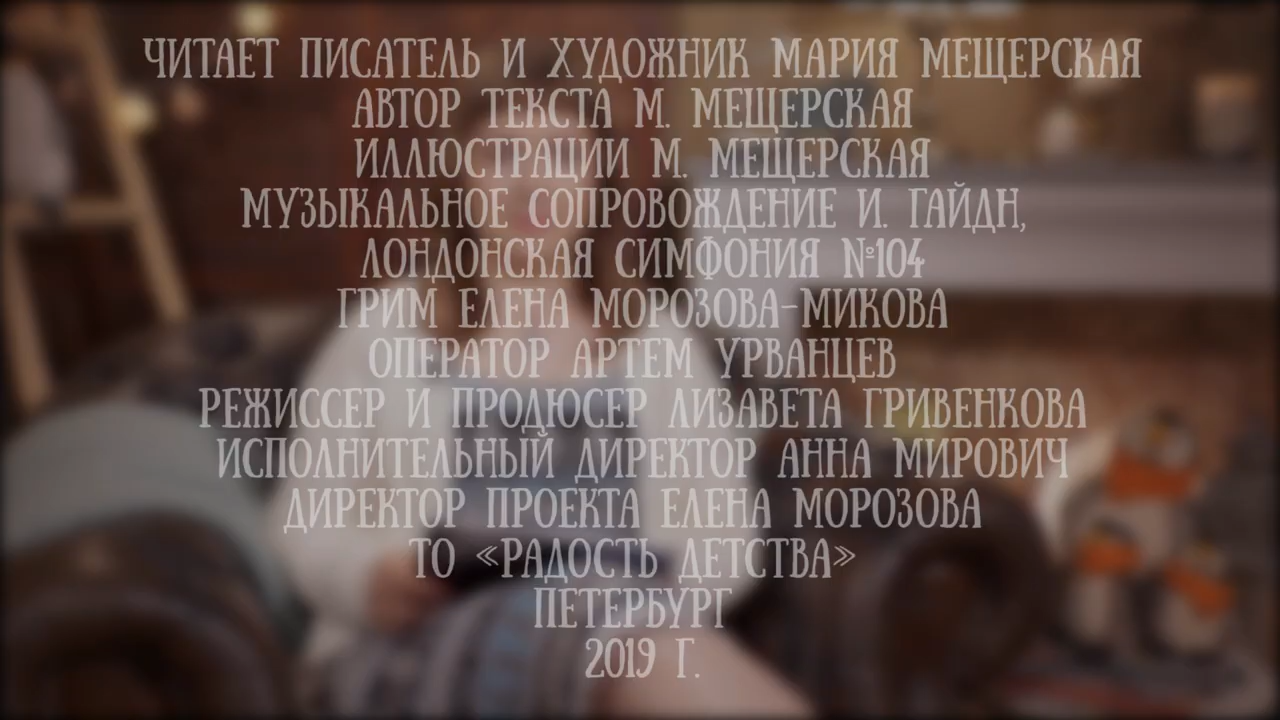 ЧИТАЕТ ПИСАТЕЛЬ И ХУДОЖНИК МАРИЯ МЕЩЕРСКАЯ
АВТОР ТЕКСТА М. МЕЩЕРСКАЯ
ИЛЛЮСТРАЦИИ М. МЕЩЕРСКАЯ
МУЗЫКАЛЬНОЕ СОПРОВОЖДЕНИЕ И. ГАЙДН,
ЛОНДОНСКАЯ СИМФОНИЯ №104
ГРИМ ЕЛЕНА МОРОЗОВА-МИКОВА
ОПЕРАТОР АРТЕМ УРВАНЦЕВ
РЕЖИССЕР И ПРОДЮСЕР ЛИЗАВЕТА ГРИВЕНКОВА
ИСПОЛНИТЕЛЬНЫЙ ДИРЕКТОР АННА МИРОВИЧ
ДИРЕКТОР ПРОЕКТА ЕЛЕНА МОРОЗОВА
ТО «РАДОСТЬ ДЕТСТВА»
ПЕТЕРБУРГ
2019 Г.